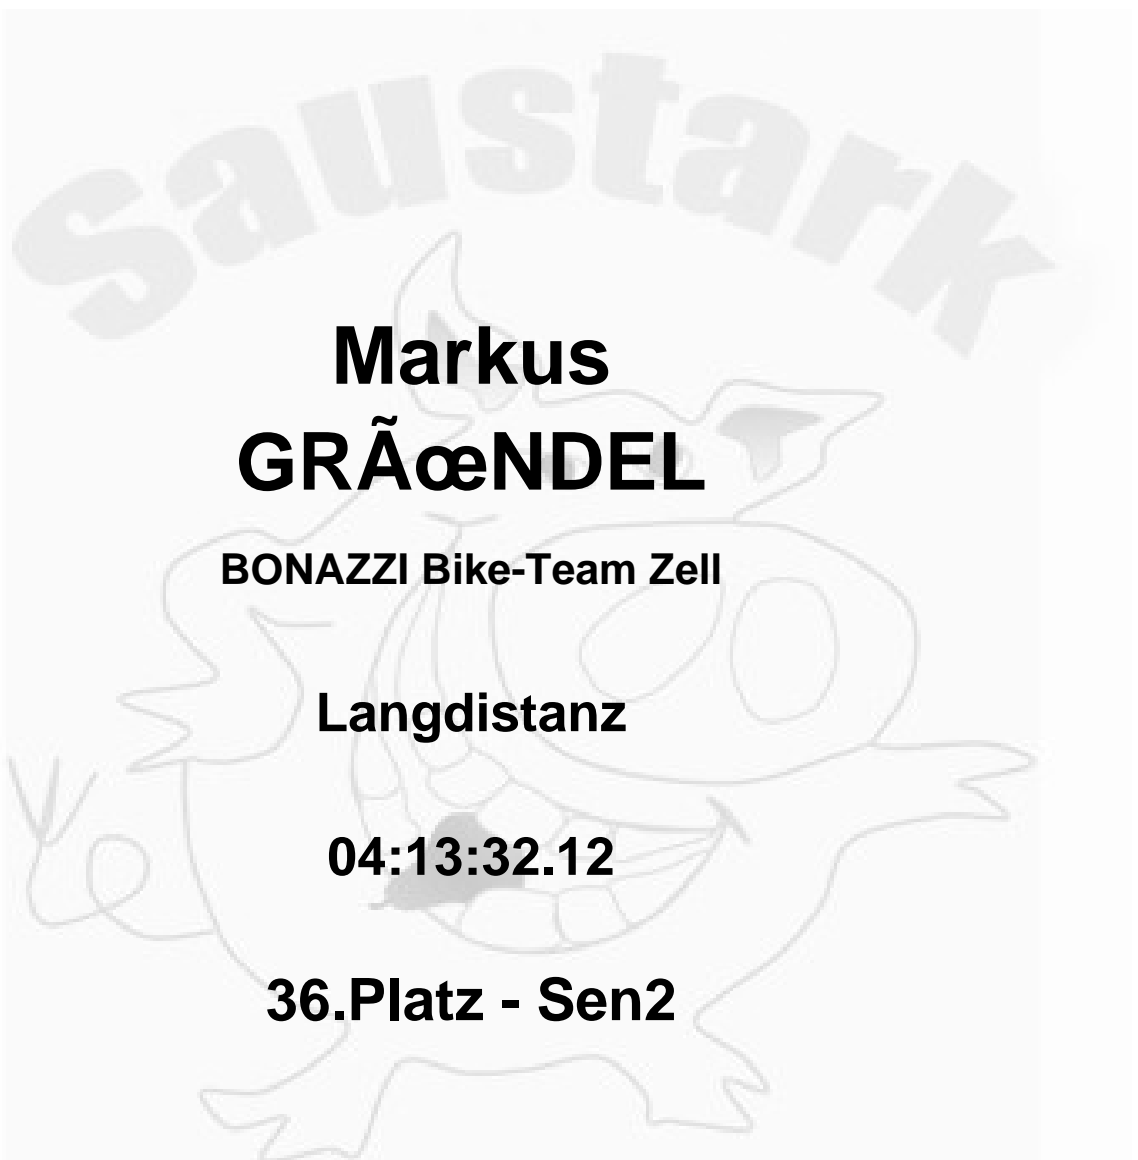 Saustark
Markus
GRÃœNDEL
BONAZZI Bike-Team Zell
Langdistanz
04:13:32.12
36.Platz - Sen2